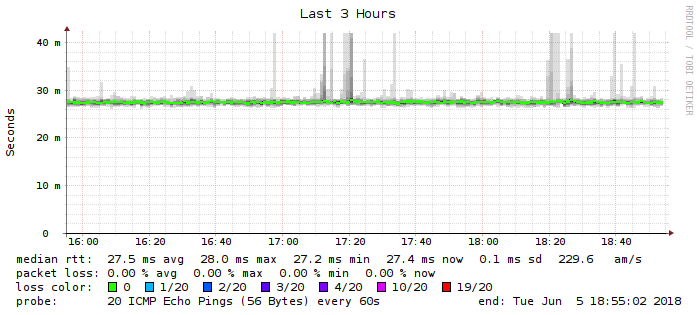 Last 3 Hours
RRDTOOL / TOBI OETIKER
Seconds
40 m
30 m
20 m
10 m
0
16:00 16:20 16:40 17:00 17:20 17:40 18:00 18:20 18:40
median rtt: 27.5 ms avg 28.0 ms max 27.2 ms min 27.4 ms now 0.1 ms sd 229.6 am/s
packet loss: 0.00 % avg 0.00 % max 0.00 % min 0.00 % now
loss color: 0 1/20 2/20 3/20 4/20 10/20 19/20
probe: 20 ICMP Echo Pings (56 Bytes) every 60s end: Tue Jun 5 18:55:02 2018